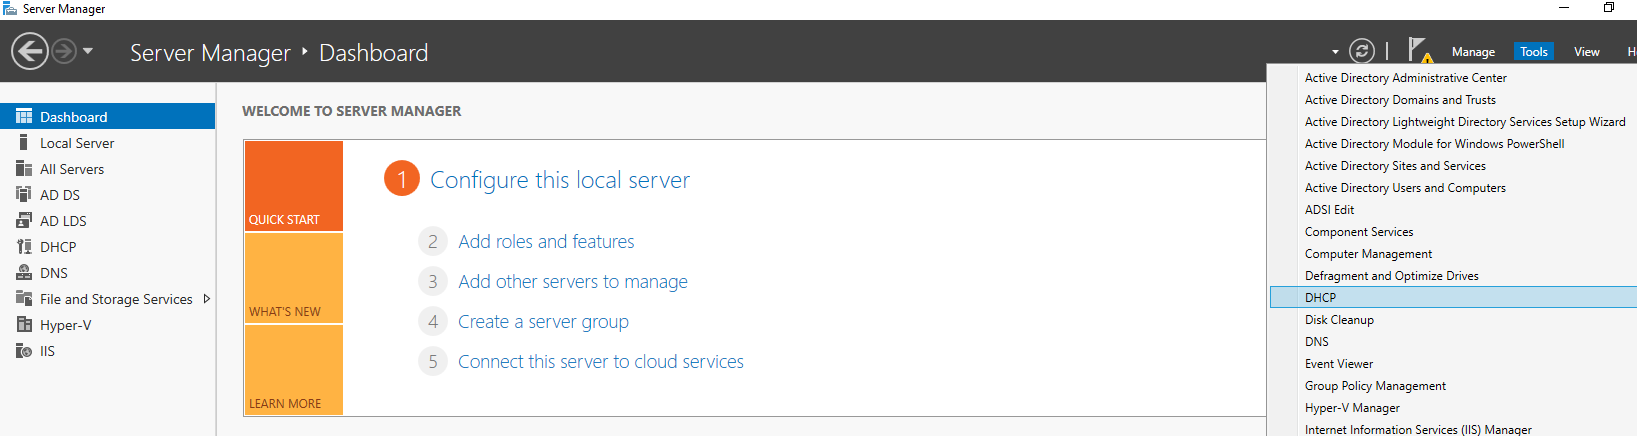 Server Manager
Server Manager ‣ Dashboard
Manage Tools View H
Dashboard
Local Server
All Servers
AD DS
AD LDS
DHCP
DNS
File and Storage Services
Hyper-V
IIS
WELCOME TO SERVER MANAGER
QUICK START
WHAT'S NEW
LEARN MORE
1 Configure this local server
2 Add roles and features
3 Add other servers to manage
4 Create a server group
5 Connect this server to cloud services
Active Directory Administrative Center
Active Directory Domains and Trusts
Active Directory Lightweight Directory Services Setup Wizard
Active Directory Module for Windows PowerShell
Active Directory Sites and Services
Active Directory Users and Computers
ADSI Edit
Component Services
Computer Management
Defragment and Optimize Drives
DHCP
Disk Cleanup
DNS
Event Viewer
Group Policy Management
Hyper-V Manager
Internet Information Services (IIS) Manager